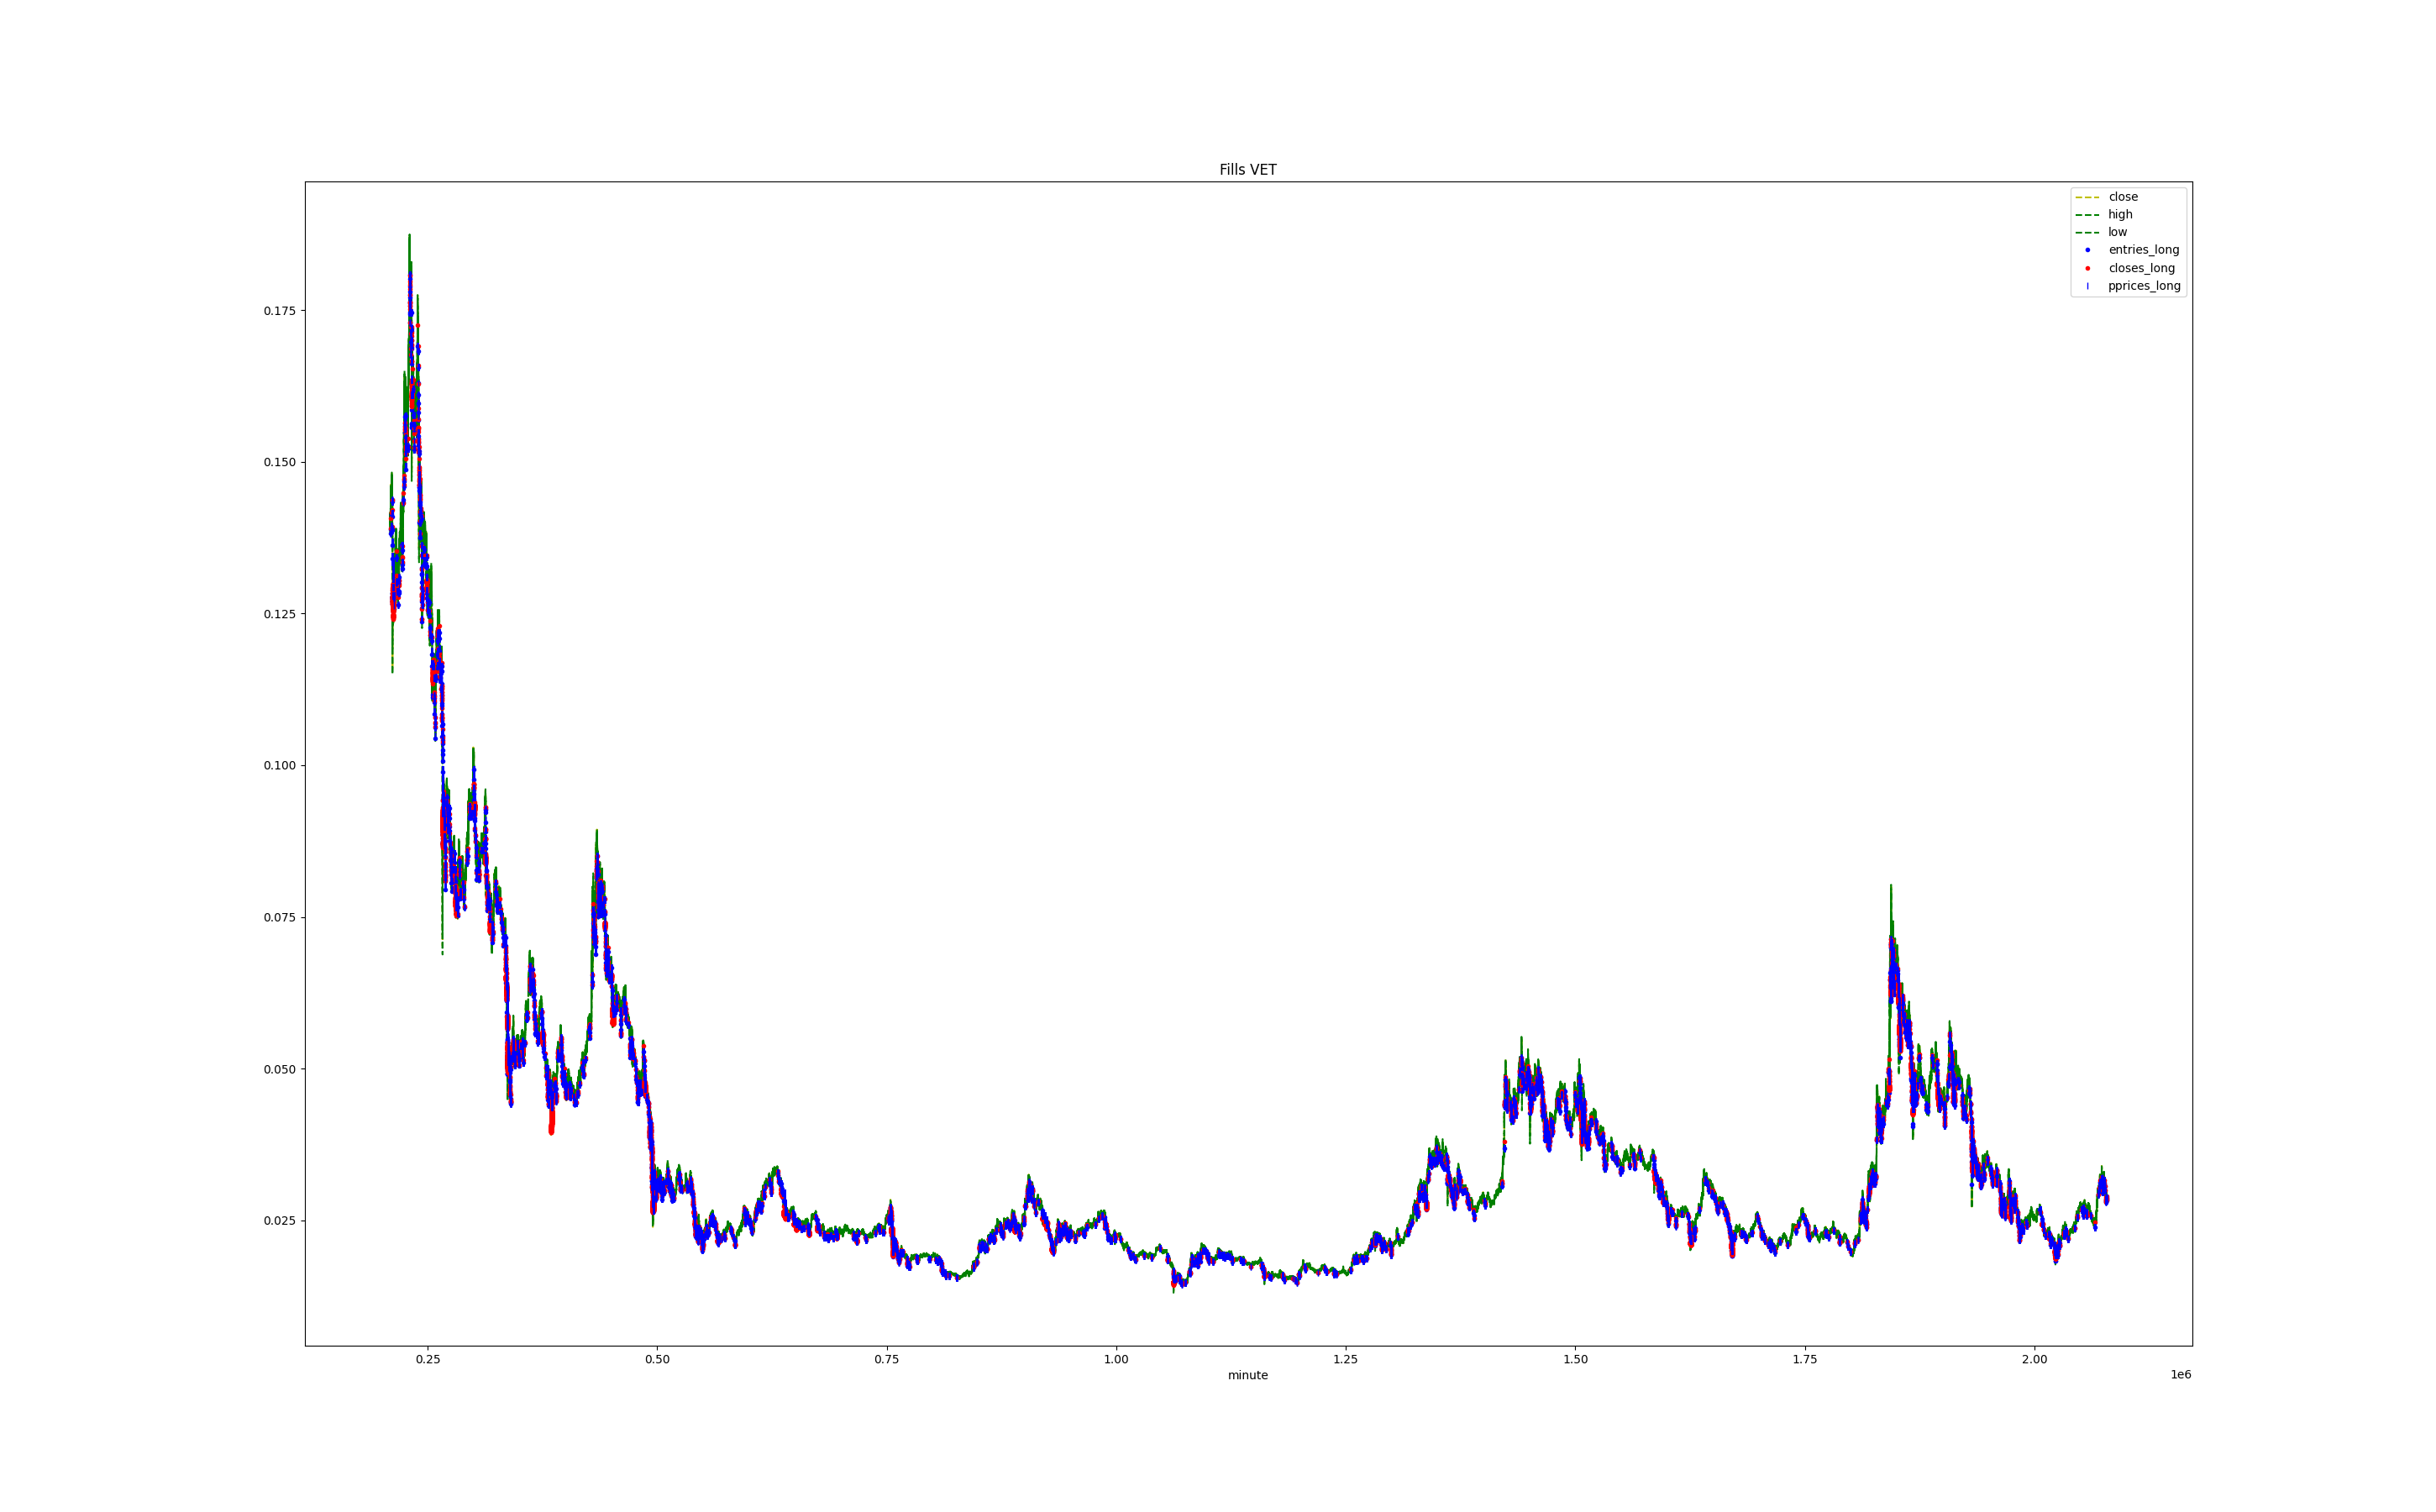 Fills VET
close
high
low
entries_long
closes_long
pprices_long
0.175
0.150
0.125
0.100
0.075
0.050
0.025
0.25
0.50
0.75
1.00
1.25
1.50
1.75
2.00
minute
1e6